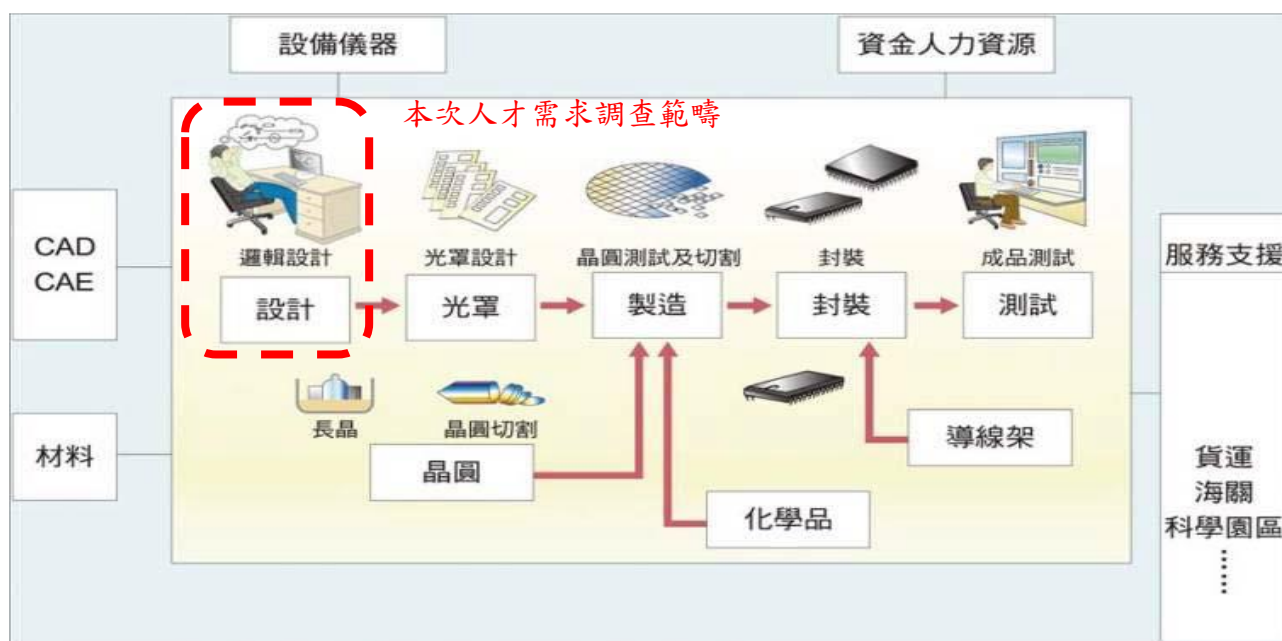 設備儀器
資金人力資源
本次人才需求調查範疇
CAD
CAE
邏輯設計
光罩設計
晶圓測試及切割
封裝
成品測試
設計
光罩
製造
封裝
測試
服務支援
長晶
晶圓切割
材料
晶圓
導線架
化學品
貨運
海關
科學園區
⋮